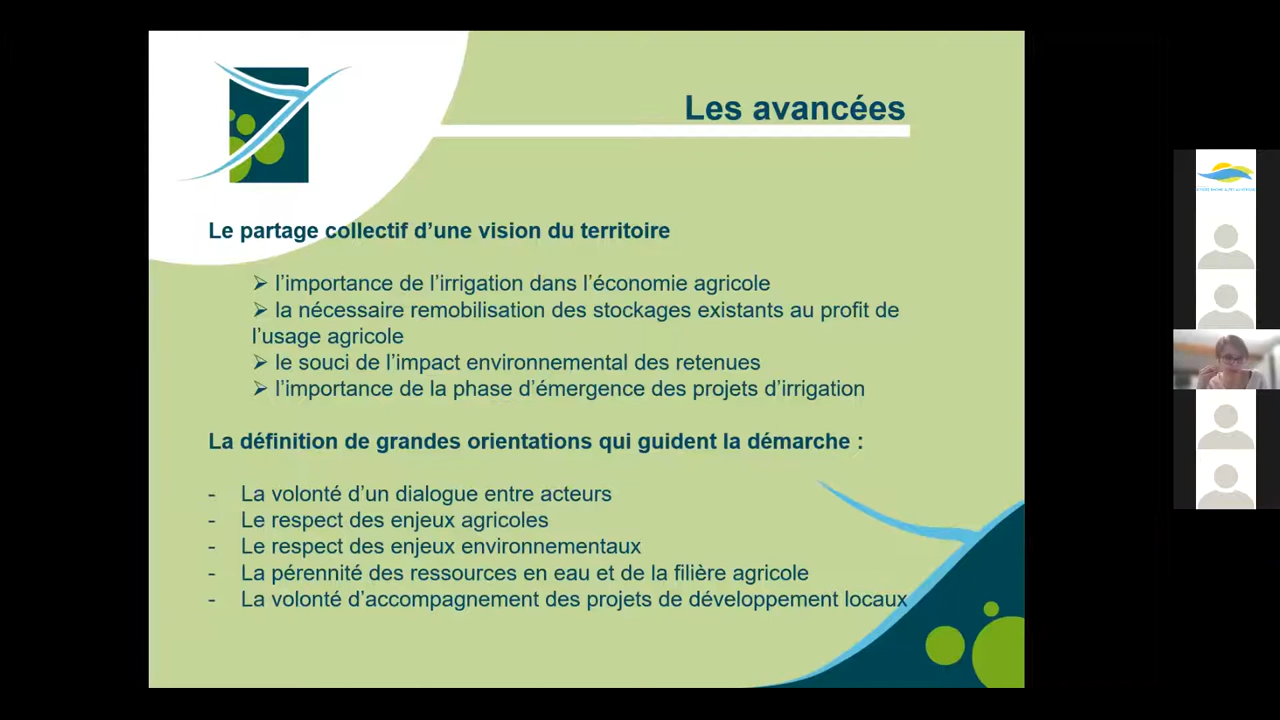 Les avancées
Le partage collectif d’une vision du territoire
➢ l’importance de l’irrigation dans l’économie agricole
➢ la nécessaire remobilisation des stockages existants au profit de
l’usage agricole
➢ le souci de l’impact environnemental des retenues
➢ l’importance de la phase d’émergence des projets d’irrigation
La définition de grandes orientations qui guident la démarche :
- La volonté d’un dialogue entre acteurs
- Le respect des enjeux agricoles
- Le respect des enjeux environnementaux
- La pérennité des ressources en eau et de la filière agricole
- La volonté d’accompagnement des projets de développement locaux